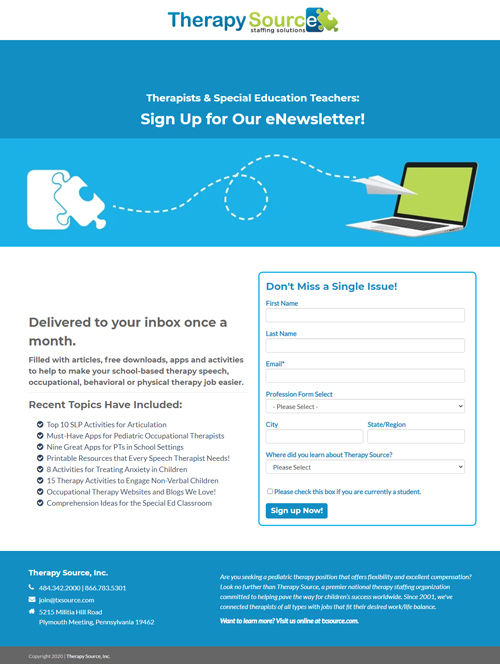 Therapy Source
staffing solutions
Therapists & Special Education Teachers:
Sign Up for Our eNewsletter!
Delivered to your inbox once a
month.
Filled with articles, free downloads, apps and activities
to help to make your school-based therapy speech,
occupational, behavioral or physical therapy job easier.
Recent Topics Have Included:
Top 10 SLP Activities for Articulation
Must-Have Apps for Pediatric Occupational Therapists
Nine Great Apps for PTs in School Settings
Printable Resources that Every Speech Therapist Needs!
8 Activities for Treating Anxiety in Children
15 Therapy Activities to Engage Non-Verbal Children
Occupational Therapy Websites and Blogs We Love!
Comprehension Ideas for the Special Ed Classroom
Don't Miss a Single Issue!
First Name
Last Name
Email*
Profession Form Select
- Please Select -
City State/Region
Where did you learn about Therapy Source?
Please Select
Please check this box if you are currently a student.
Sign up Now!
Therapy Source, Inc.
484.342.2000 | 866.783.5301
join@txsource.com
5215 Militia Hill Road
Plymouth Meeting, Pennsylvania 19462
Are you seeking a pediatric therapy position that offers flexibility and excellent compensation?
Look no further than Therapy Source, a premier national therapy staffing organization
committed to helping pave the way for children's success worldwide. Since 2001, we've
connected therapists of all types with jobs that fit their desired work/life balance.
Want to learn more? Visit us online at txsource.com.
Copyright 2020 | Therapy Source, Inc.